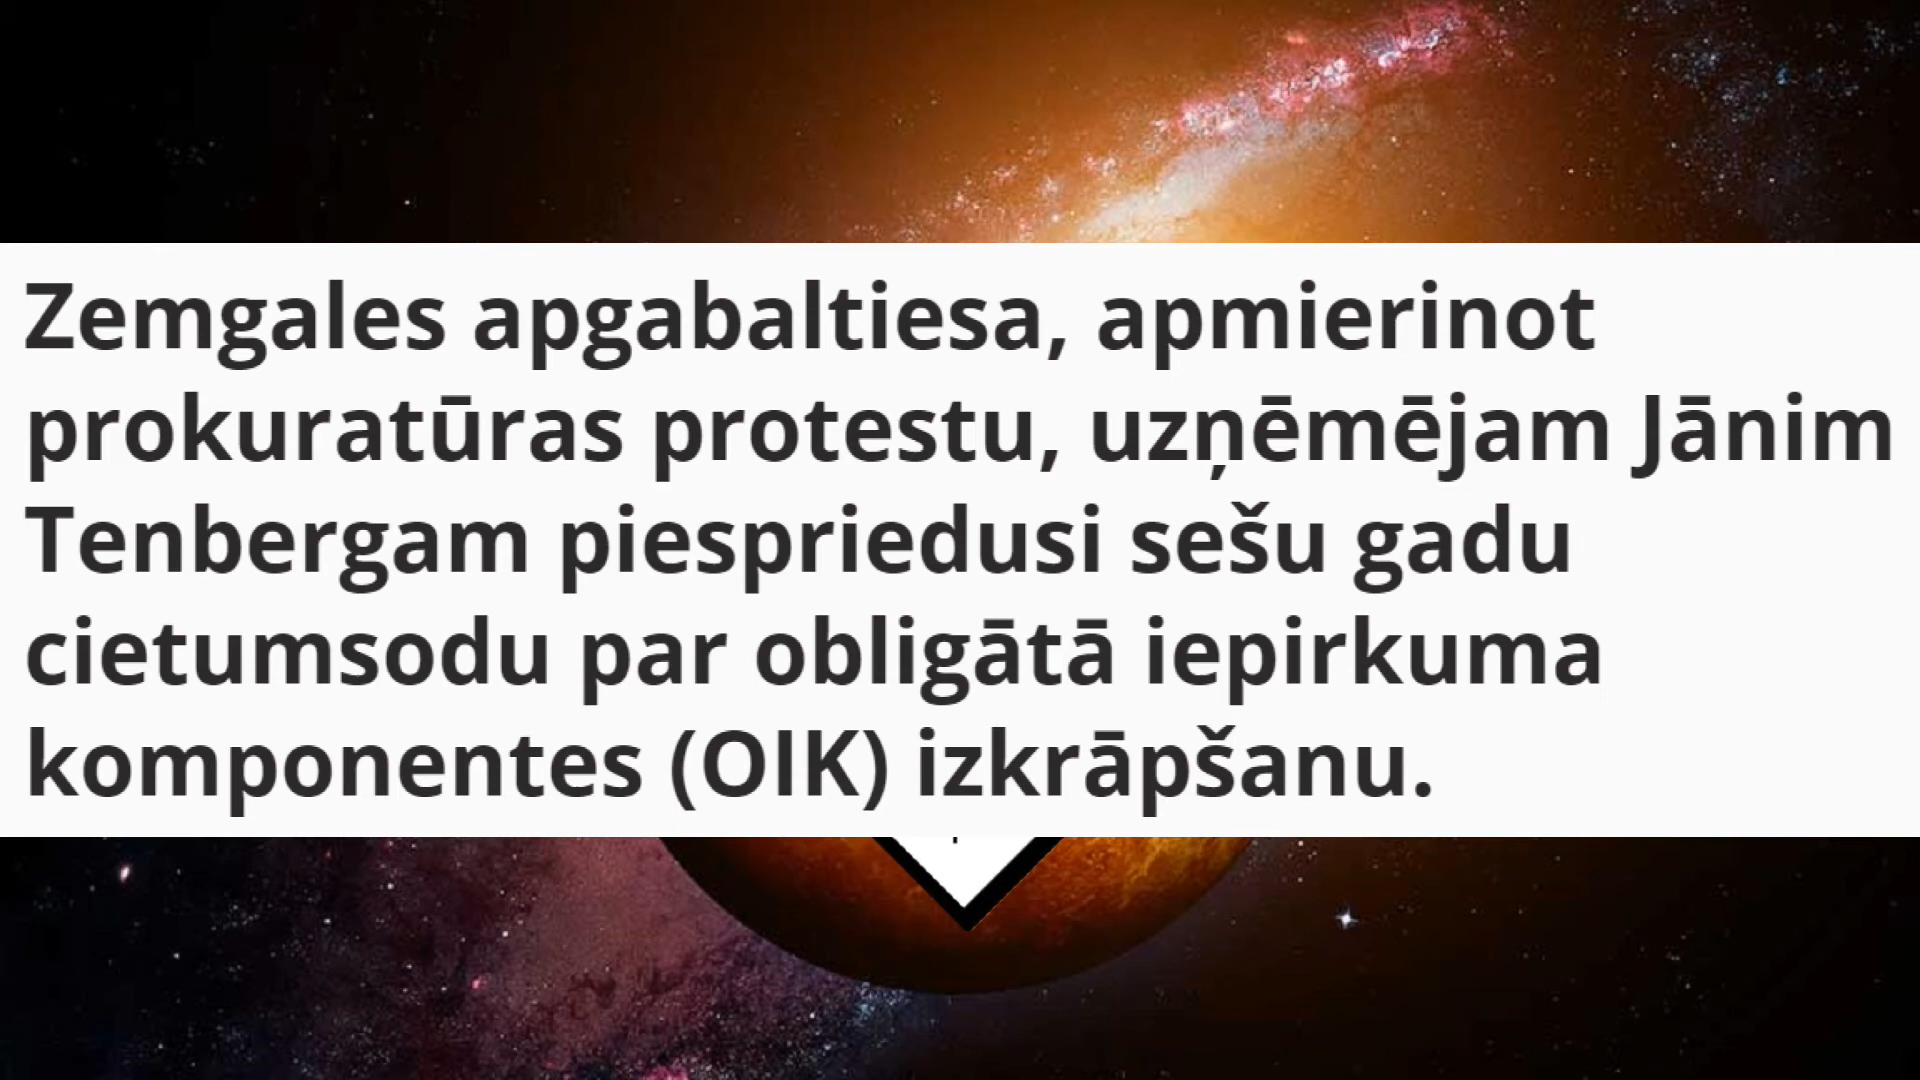 Zemgales apgabaltiesa, apmierinot
prokuratūras protestu, uzņēmējam Jānim
Tenbergam piespriedusi sešu gadu
cietumsodu par obligātā iepirkuma
komponentes (OIK) izkrāpšanu.